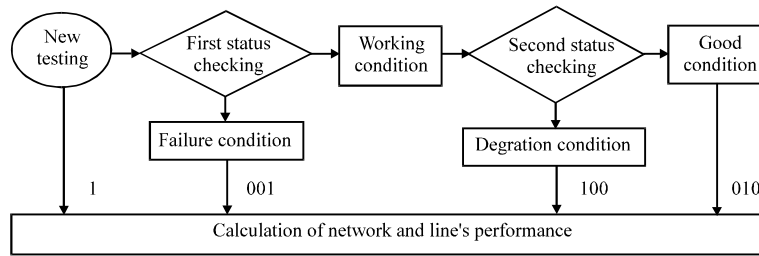 New
testing
First status
checking
Working
condition
Second status
checking
Good
condition
Failure condition
Degration condition
1
001
100
010
Calculation of network and line's performance